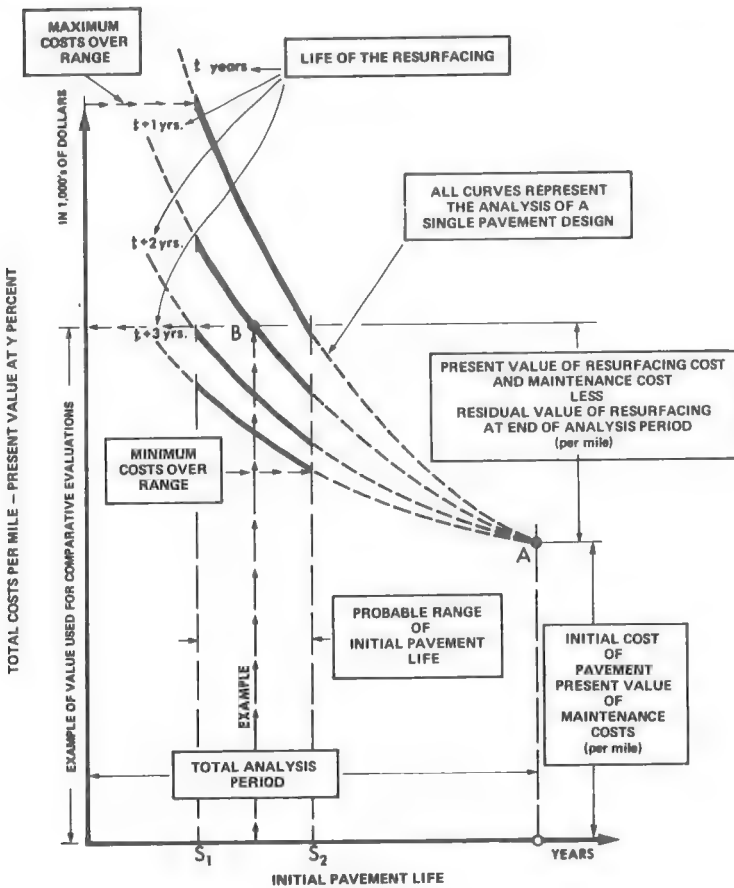 MAXIMUM
COSTS OVER
RANGE
t years
LIFE OF THE RESURFACING
t+1 yrs.
IN 1,000's OF DOLLARS
ALL CURVES REPRESENT
THE ANALYSIS OF A
SINGLE PAVEMENT DESIGN
t+2 yrs.
t+3 yrs.
B
TOTAL COSTS PER MILE – PRESENT VALUE AT Y PERCENT
EXAMPLE OF VALUE USED FOR COMPARATIVE EVALUATIONS
PRESENT VALUE OF RESURFACING COST
AND MAINTENANCE COST
LESS
RESIDUAL VALUE OF RESURFACING
AT END OF ANALYSIS PERIOD
(per mile)
MINIMUM
COSTS OVER
RANGE
A
PROBABLE RANGE
OF
INITIAL PAVEMENT
LIFE
INITIAL COST
OF
PAVEMENT
PRESENT VALUE
OF
MAINTENANCE
COSTS
(per mile)
EXAMPLE
TOTAL ANALYSIS
PERIOD
S1
S2
YEARS
INITIAL PAVEMENT LIFE